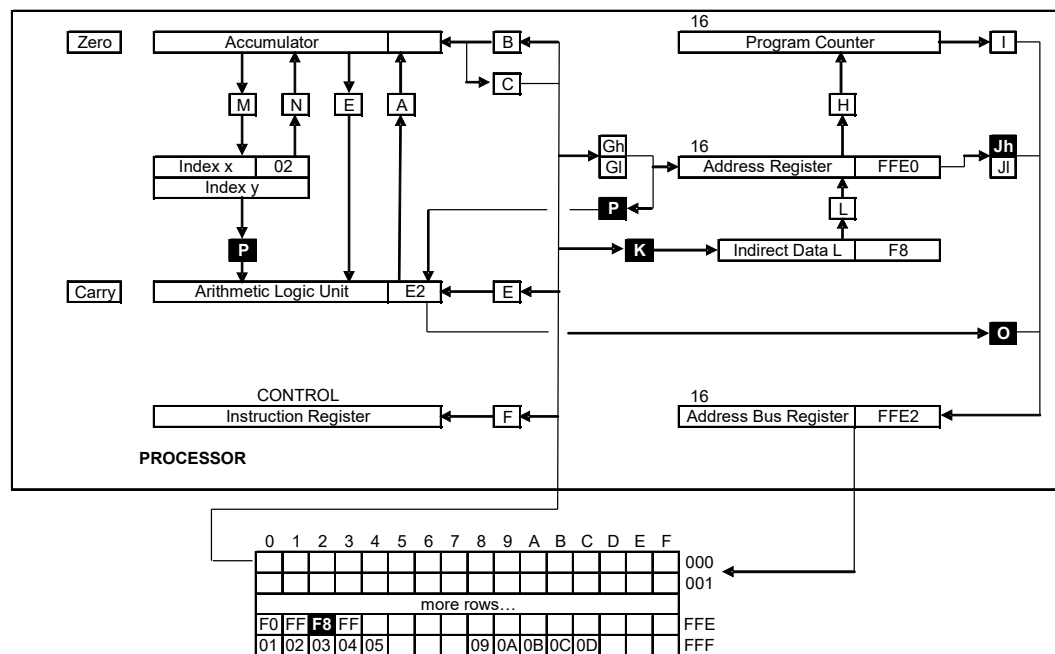 16
16
Zero Accumulator B Program Counter I
C
M N E A H
16
Gh Jh
Index x 02 Gl Address Register FFE0 Jl
Index y
P L
P K Indirect Data L F8
Carry Arithmetic Logic Unit E2 E
O
CONTROL 16
Instruction Register F Address Bus Register FFE2
PROCESSOR
0 1 2 3 4 5 6 7 8 9 A B C D E F
000
001
more rows…
F0 FF F8 FF FFE
01 02 03 04 05 09 0A 0B 0C 0D FFF